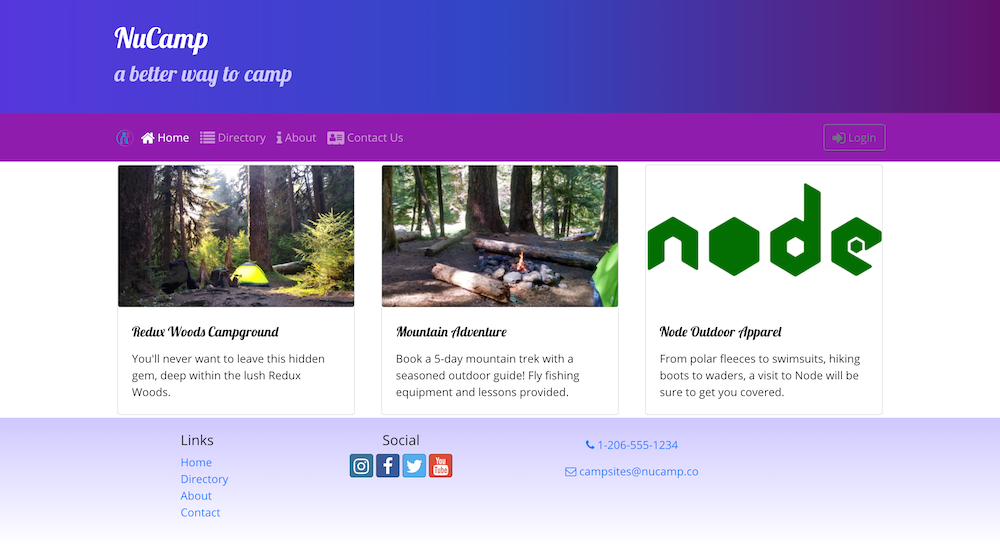 NuCamp
a better way to camp
Home Directory About Contact Us Login
node
Redux Woods Campground
You'll never want to leave this hidden
gem, deep within the lush Redux
Woods.
Mountain Adventure
Book a 5-day mountain trek with a
seasoned outdoor guide! Fly fishing
equipment and lessons provided.
Node Outdoor Apparel
From polar fleeces to swimsuits, hiking
boots to waders, a visit to Node will be
sure to get you covered.
Links
Home
Directory
About
Contact
Social
You
Tube
1-206-555-1234
campsites@nucamp.co